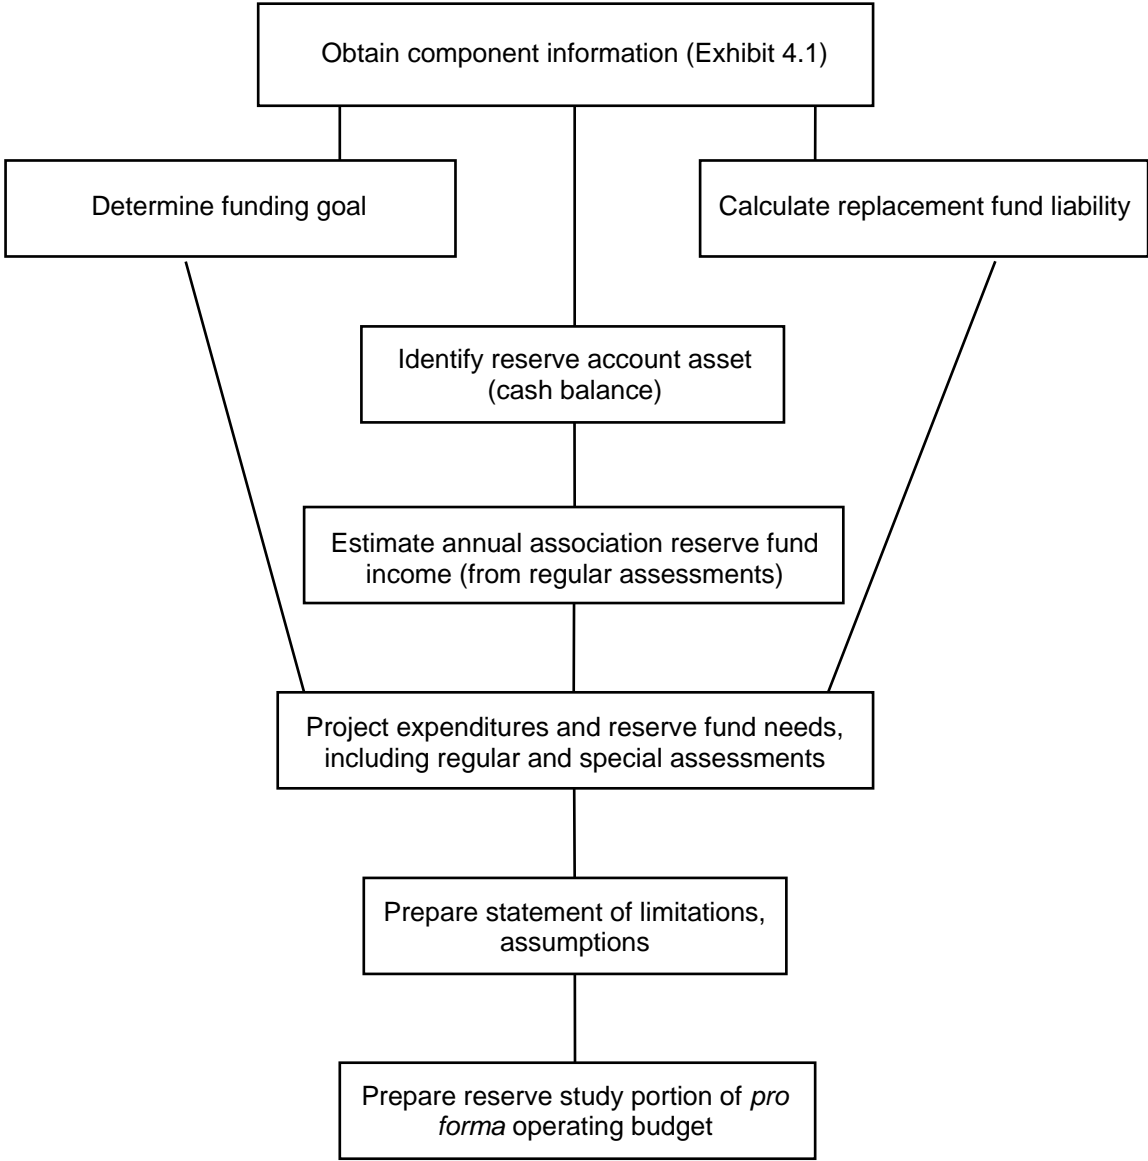 Obtain component information (Exhibit 4.1)
Determine funding goal
Calculate replacement fund liability
Identify reserve account asset
(cash balance)
Estimate annual association reserve fund
income (from regular assessments)
Project expenditures and reserve fund needs,
including regular and special assessments
Prepare statement of limitations,
assumptions
Prepare reserve study portion of pro
forma operating budget